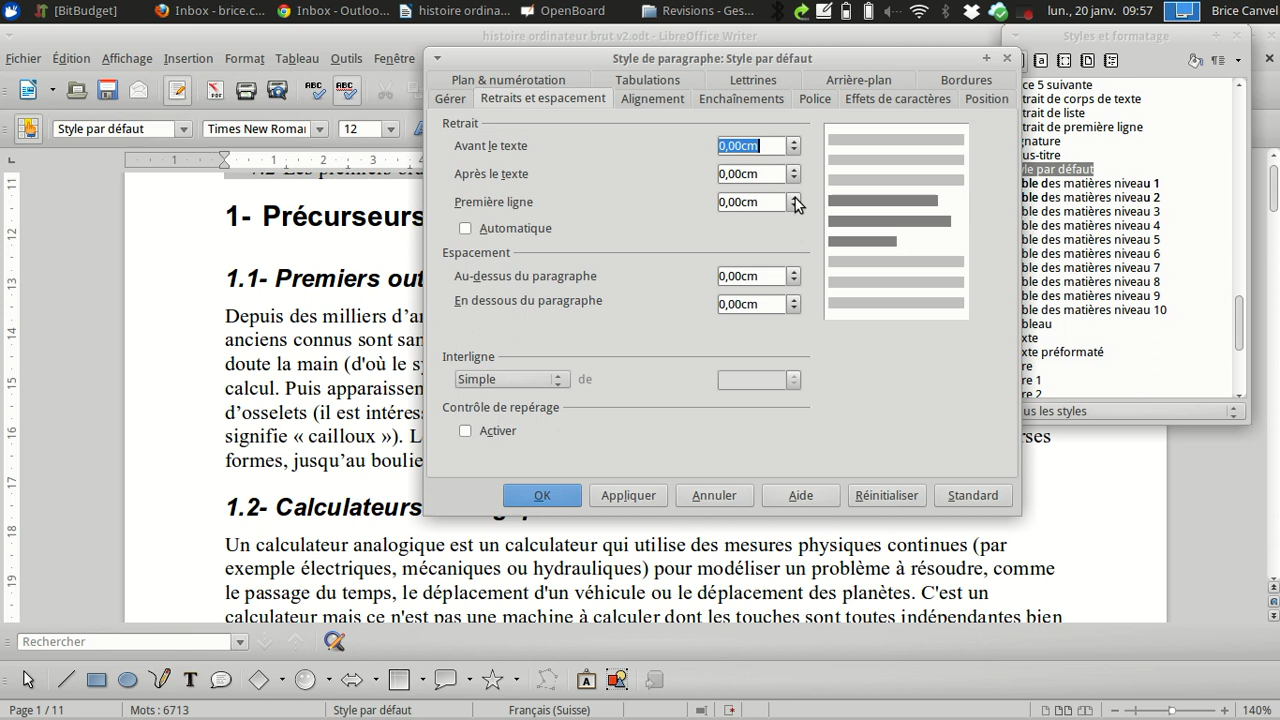 [BitBudget]
Inbox - brice.c...
Inbox - Outloo...
histoire ordina...
OpenBoard
Revisions - Ges...
lun., 20 janv. 09:57
Brice Canvel
histoire ordinateur brut v2.odt - LibreOffice Writer
Styles et formatage
Fichier Édition Affichage Insertion Format Tableau Outils Fenêtre
Style par défaut
Times New Roman
12
Style de paragraphe: Style par défaut
Plan & numérotation
Tabulations
Lettrines
Arrière-plan
Bordures
Gérer
Retraits et espacement
Alignement
Enchaînements
Police
Effets de caractères
Position
Retrait
Avant le texte 0,00cm
Après le texte 0,00cm
Première ligne 0,00cm
Automatique
Espacement
Au-dessus du paragraphe 0,00cm
En dessous du paragraphe 0,00cm
Interligne
Simple de
Contrôle de repérage
Activer
OK
Appliquer
Annuler
Aide
Réinitialiser
Standard
ce 5 suivante
trait de corps de texte
trait de liste
trait de première ligne
gnature
us-titre
yle par défaut
ble des matières niveau 1
ble des matières niveau 2
ble des matières niveau 3
ble des matières niveau 4
ble des matières niveau 5
ble des matières niveau 6
ble des matières niveau 7
ble des matières niveau 8
ble des matières niveau 9
ble des matières niveau 10
bleau
xte
xte préformaté
re
re 1
re 2
us les styles
1- Précurseurs
1.1- Premiers out
Depuis des milliers d'an
anciens connus sont san
doute la main (d'où le sy
calcul. Puis apparaissen
d'osselets (il est intéress
signifie « cailloux »). L
formes, jusqu'au boulie
1.2- Calculateurs
Un calculateur analogique est un calculateur qui utilise des mesures physiques continues (par
exemple électriques, mécaniques ou hydrauliques) pour modéliser un problème à résoudre, comme
le passage du temps, le déplacement d'un véhicule ou le déplacement des planètes. C'est un
calculateur mais ce n'est pas une machine à calculer dont les touches sont toutes indépendantes bien
Rechercher
Page 1 / 11
Mots : 6713
Style par défaut
Français (Suisse)
140%